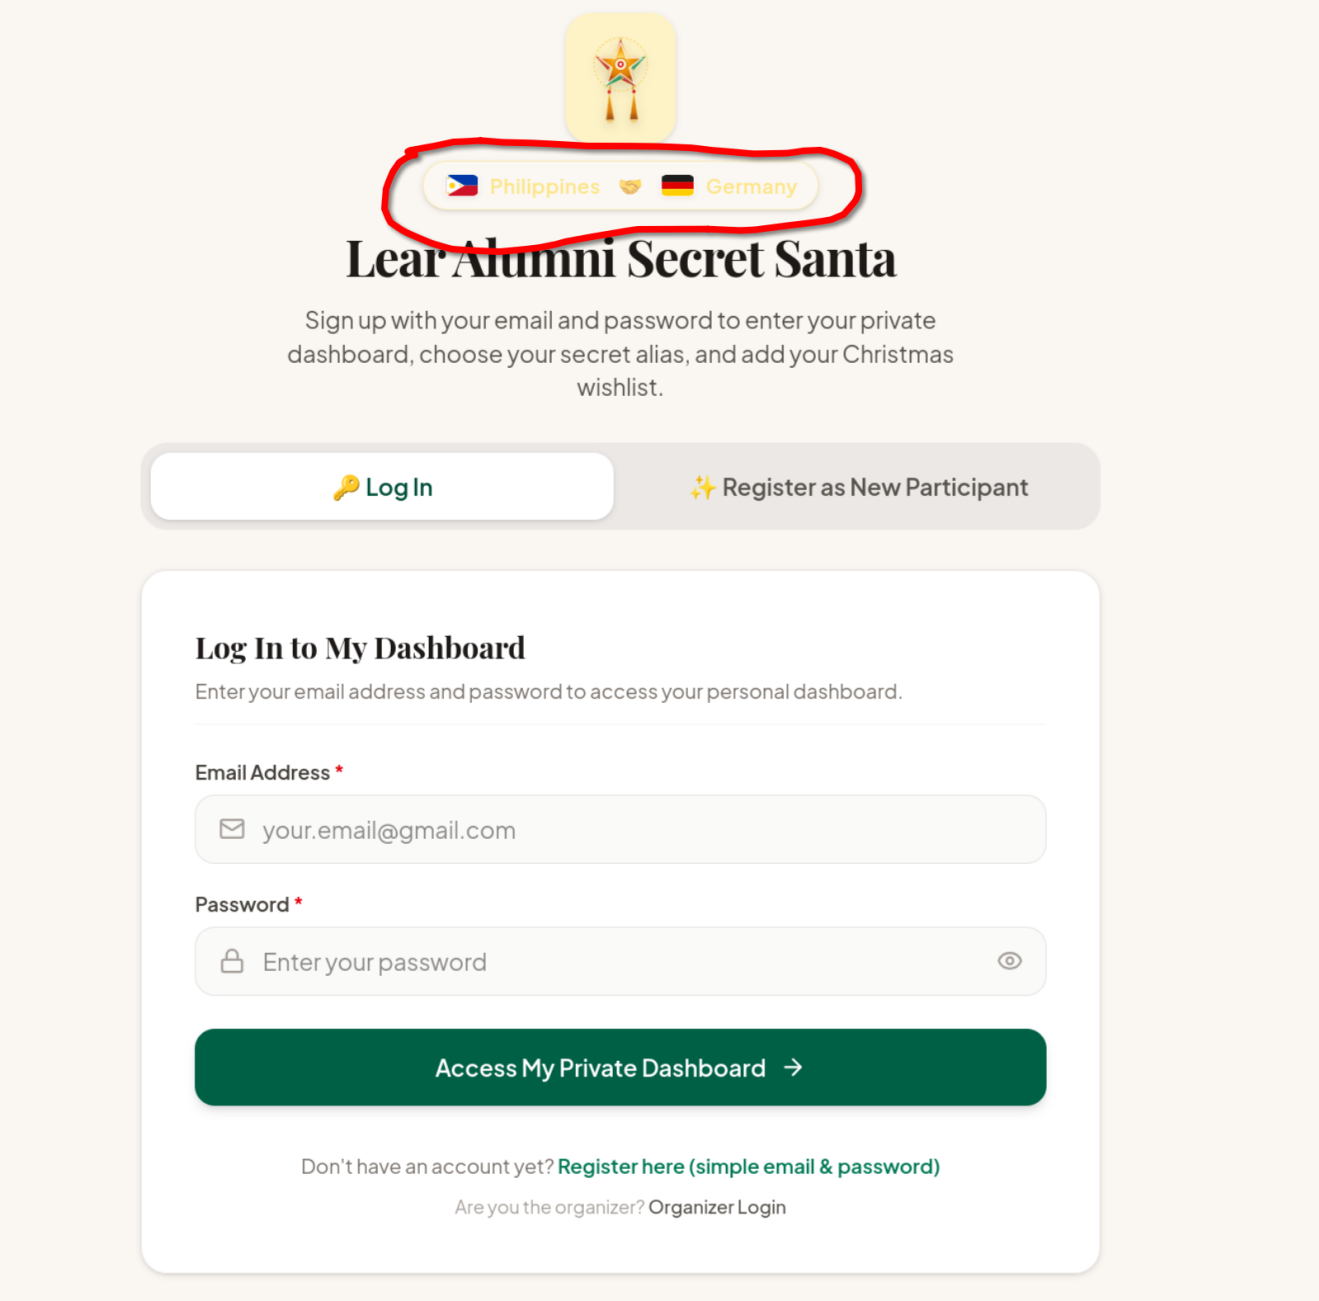 Philippines 🤝 Germany
Lear Alumni Secret Santa
Sign up with your email and password to enter your private
dashboard, choose your secret alias, and add your Christmas
wishlist.
🔑 Log In
✨ Register as New Participant
Log In to My Dashboard
Enter your email address and password to access your personal dashboard.
Email Address *
your.email@gmail.com
Password *
Enter your password
Access My Private Dashboard →
Don't have an account yet? Register here (simple email & password)
Are you the organizer? Organizer Login